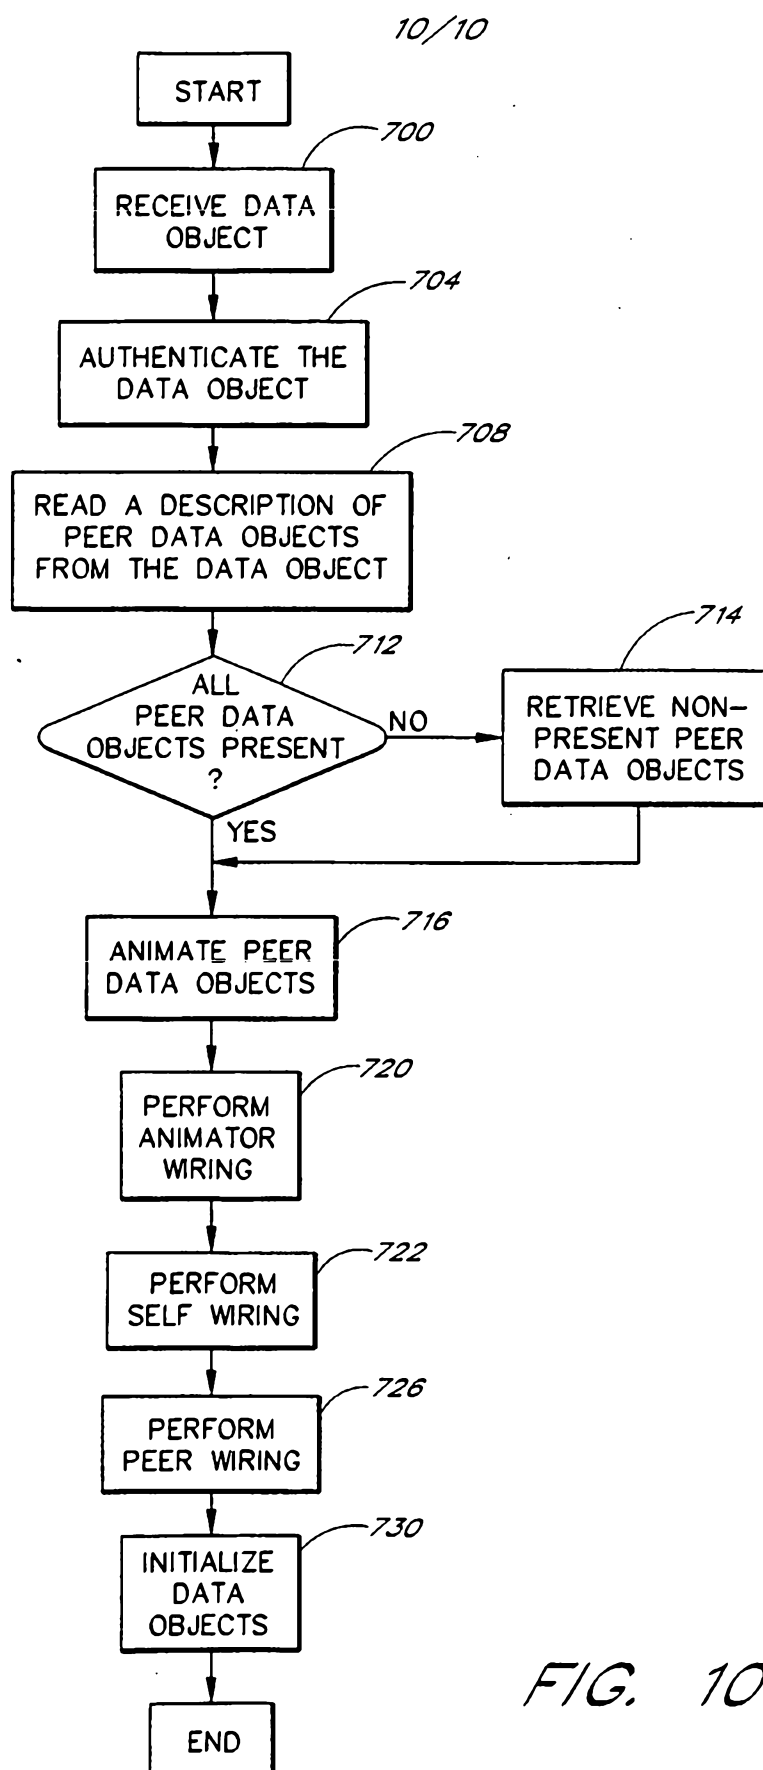 10/10
START
700
RECEIVE DATA
OBJECT
704
AUTHENTICATE THE
DATA OBJECT
708
READ A DESCRIPTION OF
PEER DATA OBJECTS
FROM THE DATA OBJECT
712
ALL
PEER DATA
OBJECTS PRESENT
?
NO
714
RETRIEVE NON-
PRESENT PEER
DATA OBJECTS
YES
716
ANIMATE PEER
DATA OBJECTS
720
PERFORM
ANIMATOR
WIRING
722
PERFORM
SELF WIRING
726
PERFORM
PEER WIRING
730
INITIALIZE
DATA
OBJECTS
END
FIG. 10